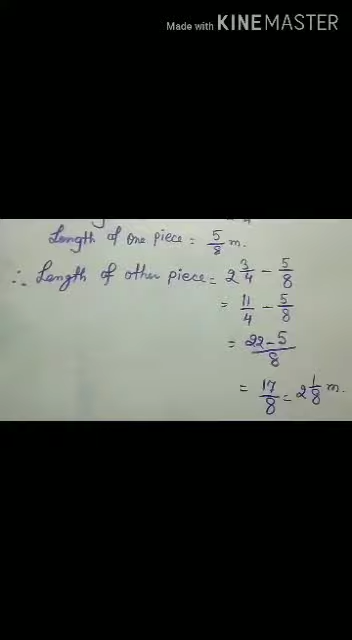 Made with KINEMASTER
Length of one piece = 5/8 m.
∴ Length of other piece = 2 3/4 - 5/8
= 11/4 - 5/8
= 22-5/8
= 17/8 = 2 1/8 m.